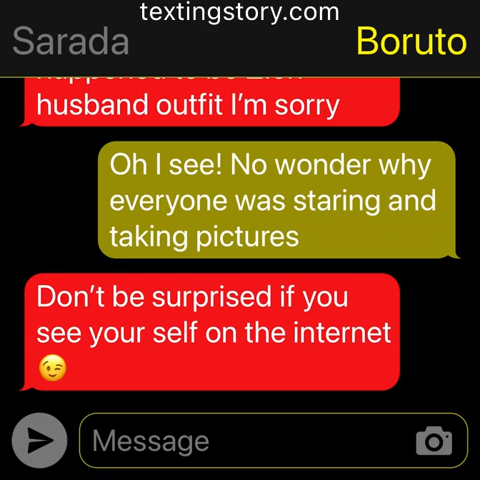 textingstory.com
Sarada Boruto
husband outfit I'm sorry
Oh I see! No wonder why
everyone was staring and
taking pictures
Don't be surprised if you
see your self on the internet
😉
Message